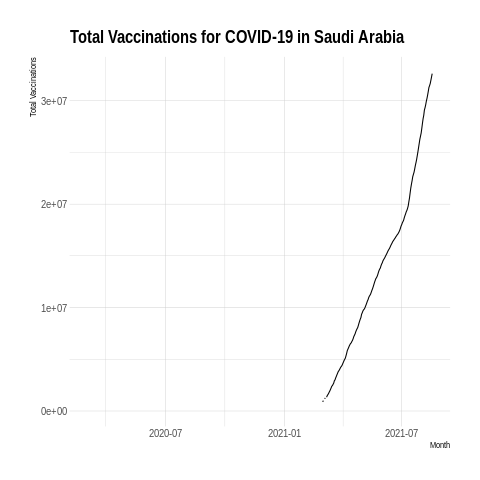 Total Vaccinations for COVID-19 in Saudi Arabia
Total Vaccinations
3e+07
2e+07
1e+07
0e+00
2020-07 2021-01 2021-07
Month